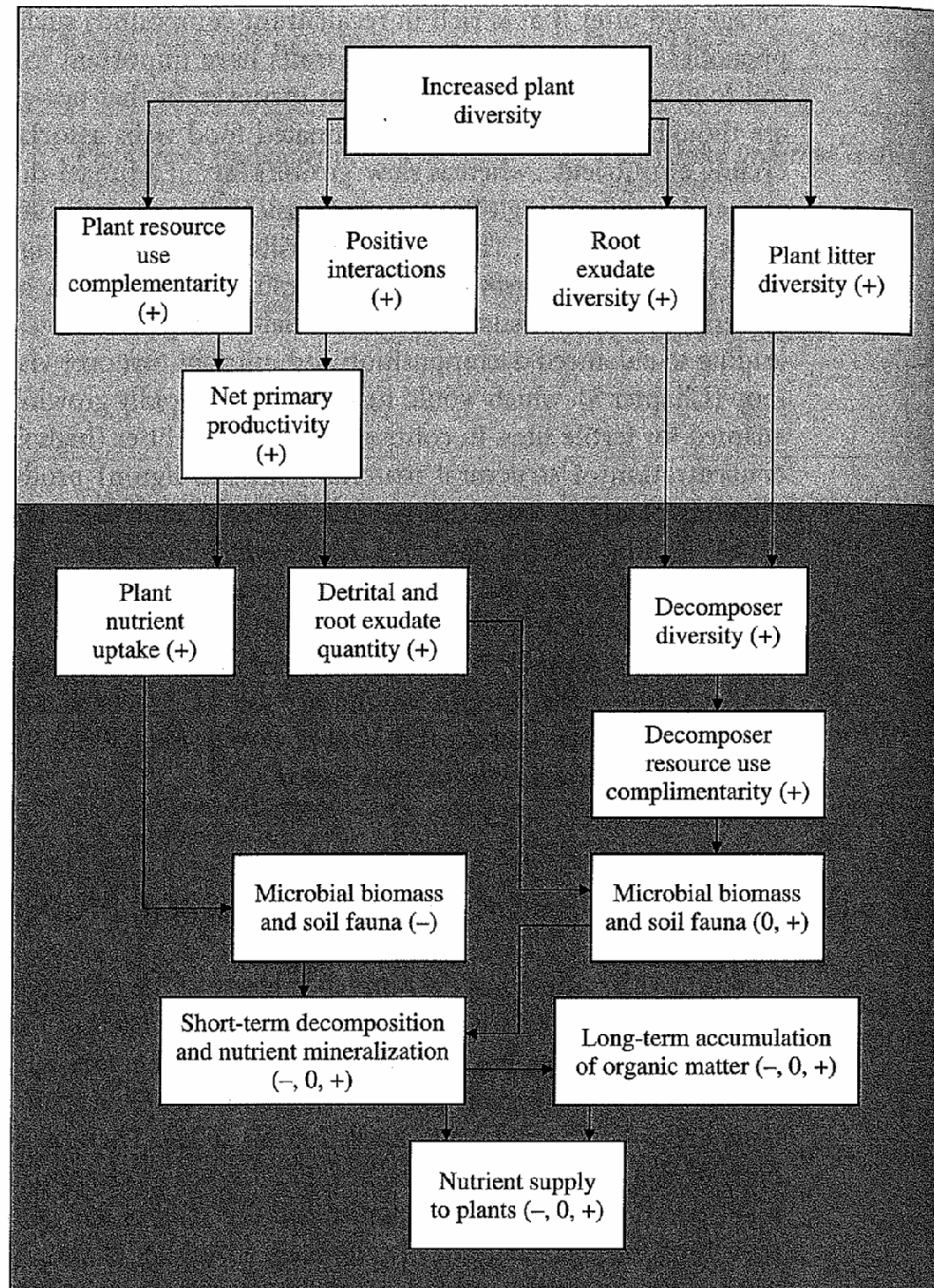 Increased plant
diversity
Plant resource
use
complementarity
(+)
Positive
interactions
(+)
Root
exudate
diversity (+)
Plant litter
diversity (+)
Net primary
productivity
(+)
Plant
nutrient
uptake (+)
Detrital and
root exudate
quantity (+)
Decomposer
diversity (+)
Decomposer
resource use
complimentarity (+)
Microbial biomass
and soil fauna (–)
Microbial biomass
and soil fauna (0, +)
Short-term decomposition
and nutrient mineralization
(–, 0, +)
Long-term accumulation
of organic matter (–, 0, +)
Nutrient supply
to plants (–, 0, +)